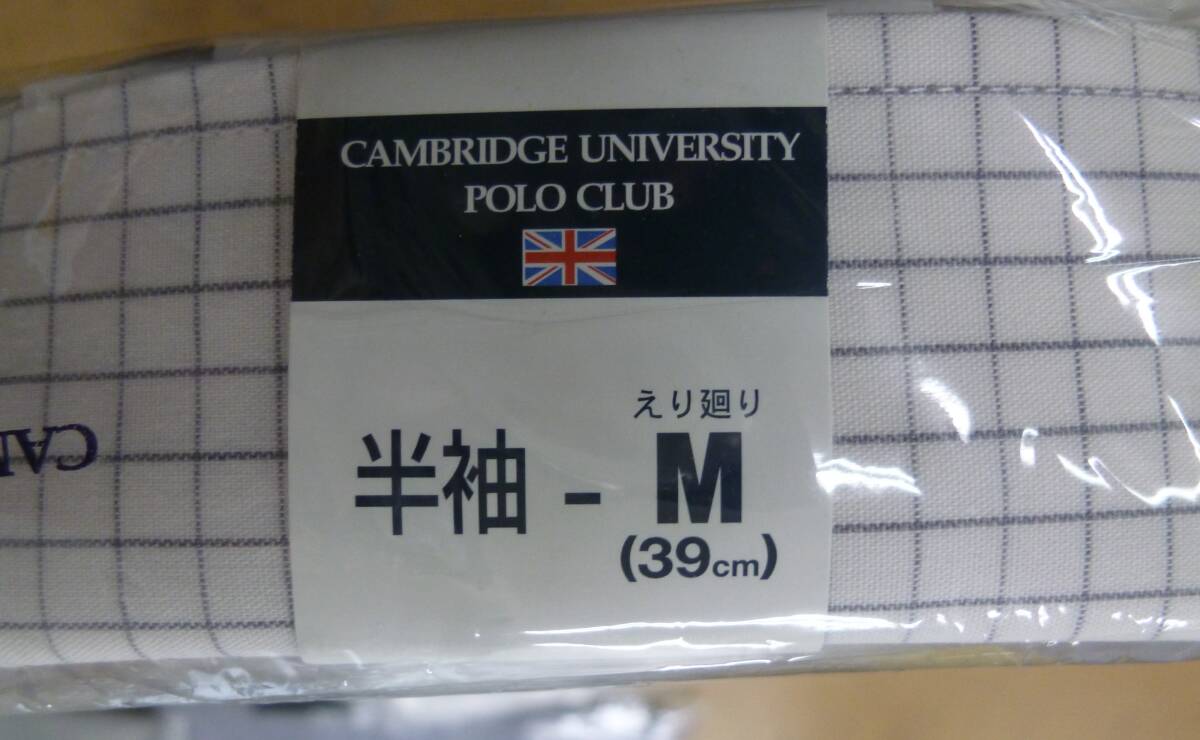 CAMBRIDGE UNIVERSITY
POLO CLUB
えり廻り
半袖 - M
(39cm)